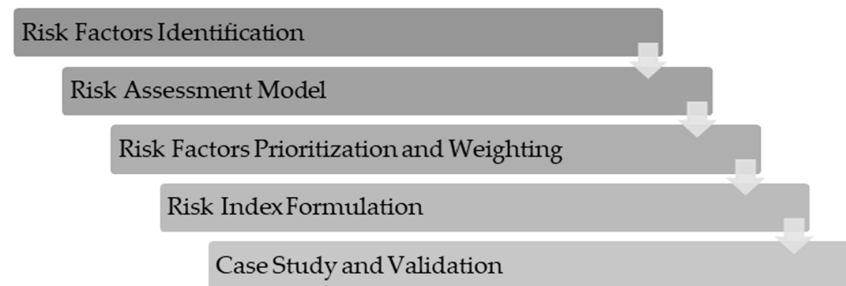 Risk Factors Identification
Risk Assessment Model
Risk Factors Prioritization and Weighting
Risk Index Formulation
Case Study and Validation